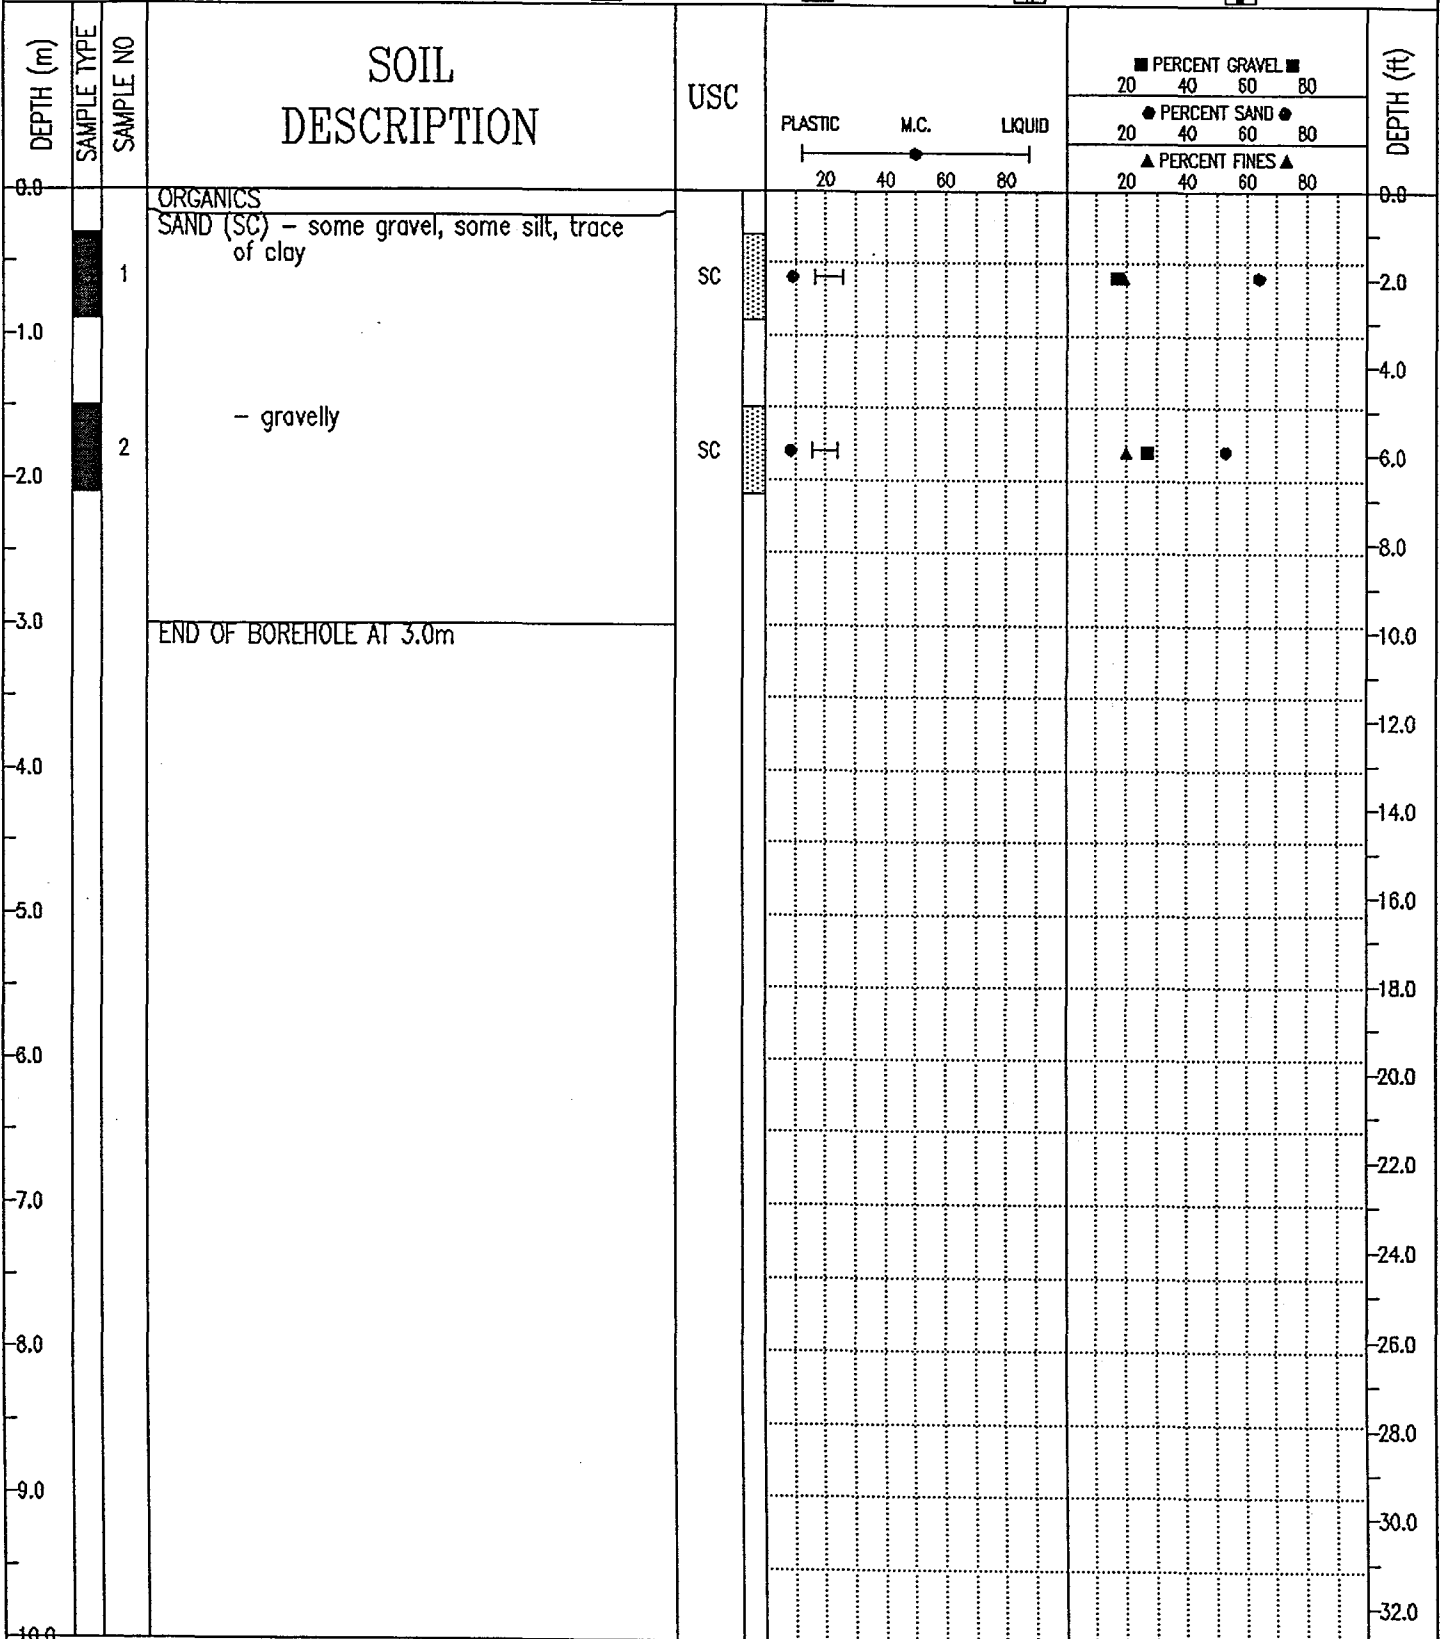 DEPTH (m)
SAMPLE TYPE
SAMPLE NO
SOIL
DESCRIPTION
USC
PLASTIC M.C. LIQUID
20 40 60 80
■ PERCENT GRAVEL ■
20 40 60 80
● PERCENT SAND ●
20 40 60 80
▲ PERCENT FINES ▲
20 40 60 80
DEPTH (ft)
0.0
ORGANICS
0.0
SAND (SC) – some gravel, some silt, trace
of clay
1
SC
2.0
1.0
4.0
– gravelly
2
SC
6.0
2.0
8.0
3.0
END OF BOREHOLE AT 3.0m
10.0
12.0
4.0
14.0
16.0
5.0
18.0
6.0
20.0
22.0
7.0
24.0
8.0
26.0
28.0
9.0
30.0
32.0
10.0